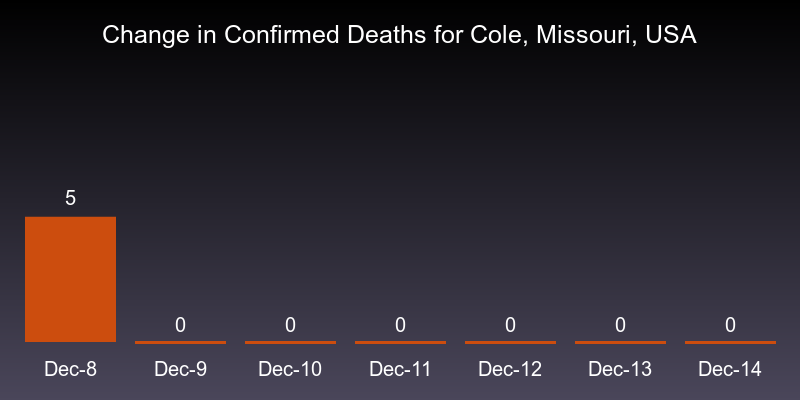 Change in Confirmed Deaths for Cole, Missouri, USA
5
0 0 0 0 0 0
Dec-8 Dec-9 Dec-10 Dec-11 Dec-12 Dec-13 Dec-14